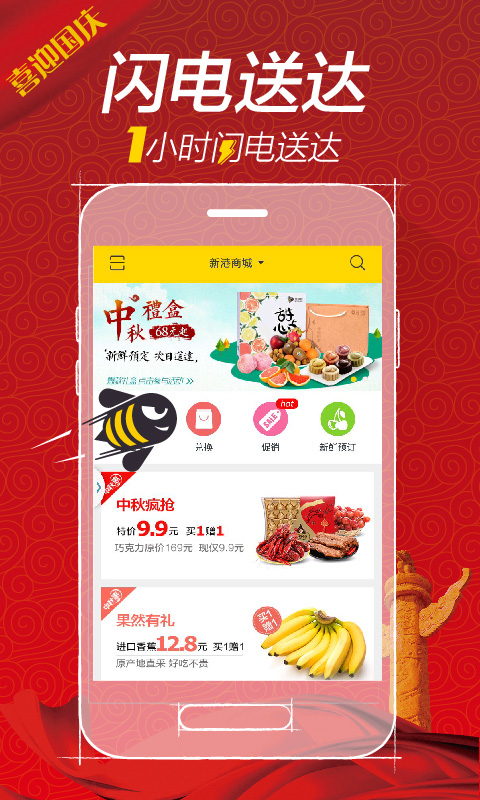 喜迎国庆
闪电送达
1小时闪电送达
新港商城
中秋
禮盒
68元起
新鲜预定 次日送達
兑换
hot
SALE
促销
新鲜预订
中秋疯抢
特价9.9元 买1赠1
巧克力原价169元 现仅9.9元
果然有礼
进口香蕉12.8元 买1赠1
原产地直采 好吃不贵
买1
赠1